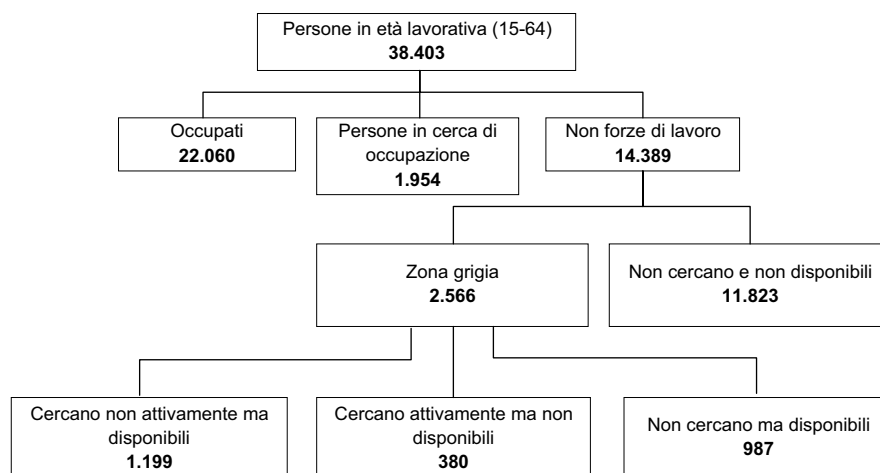 Persone in età lavorativa (15-64)
38.403
Occupati
22.060
Persone in cerca di
occupazione
1.954
Non forze di lavoro
14.389
Zona grigia
2.566
Non cercano e non disponibili
11.823
Cercano non attivamente ma
disponibili
1.199
Cercano attivamente ma non
disponibili
380
Non cercano ma disponibili
987